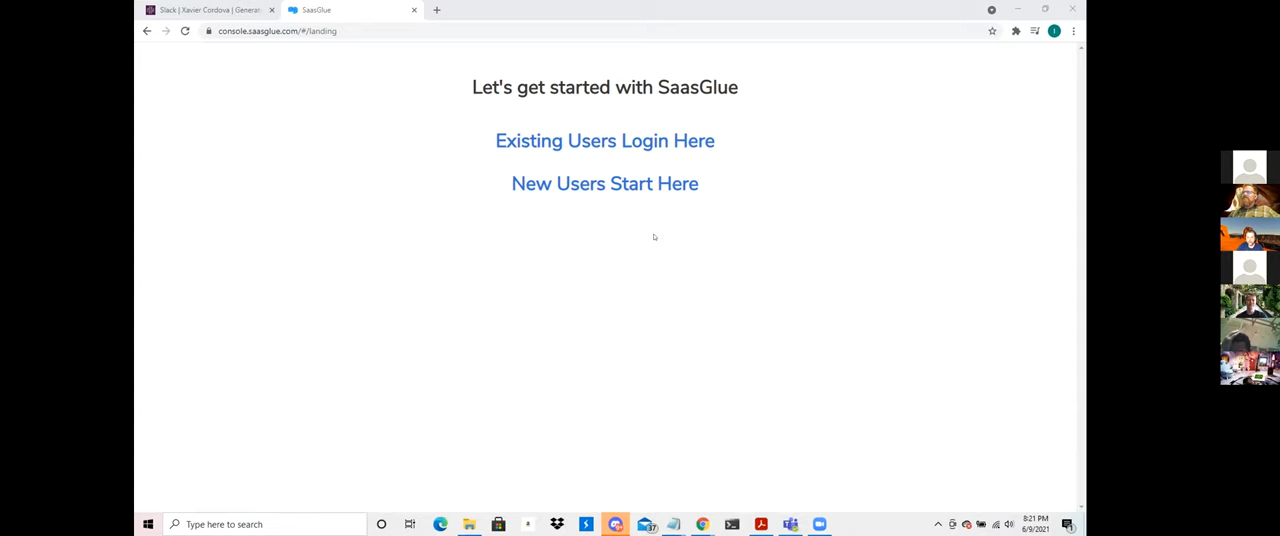 Slack | Xavier Cordova | Generat
SaasGlue
console.saasglue.com/#/landing
Let's get started with SaasGlue
Existing Users Login Here
New Users Start Here
Type here to search
37
8:21 PM
6/9/2021